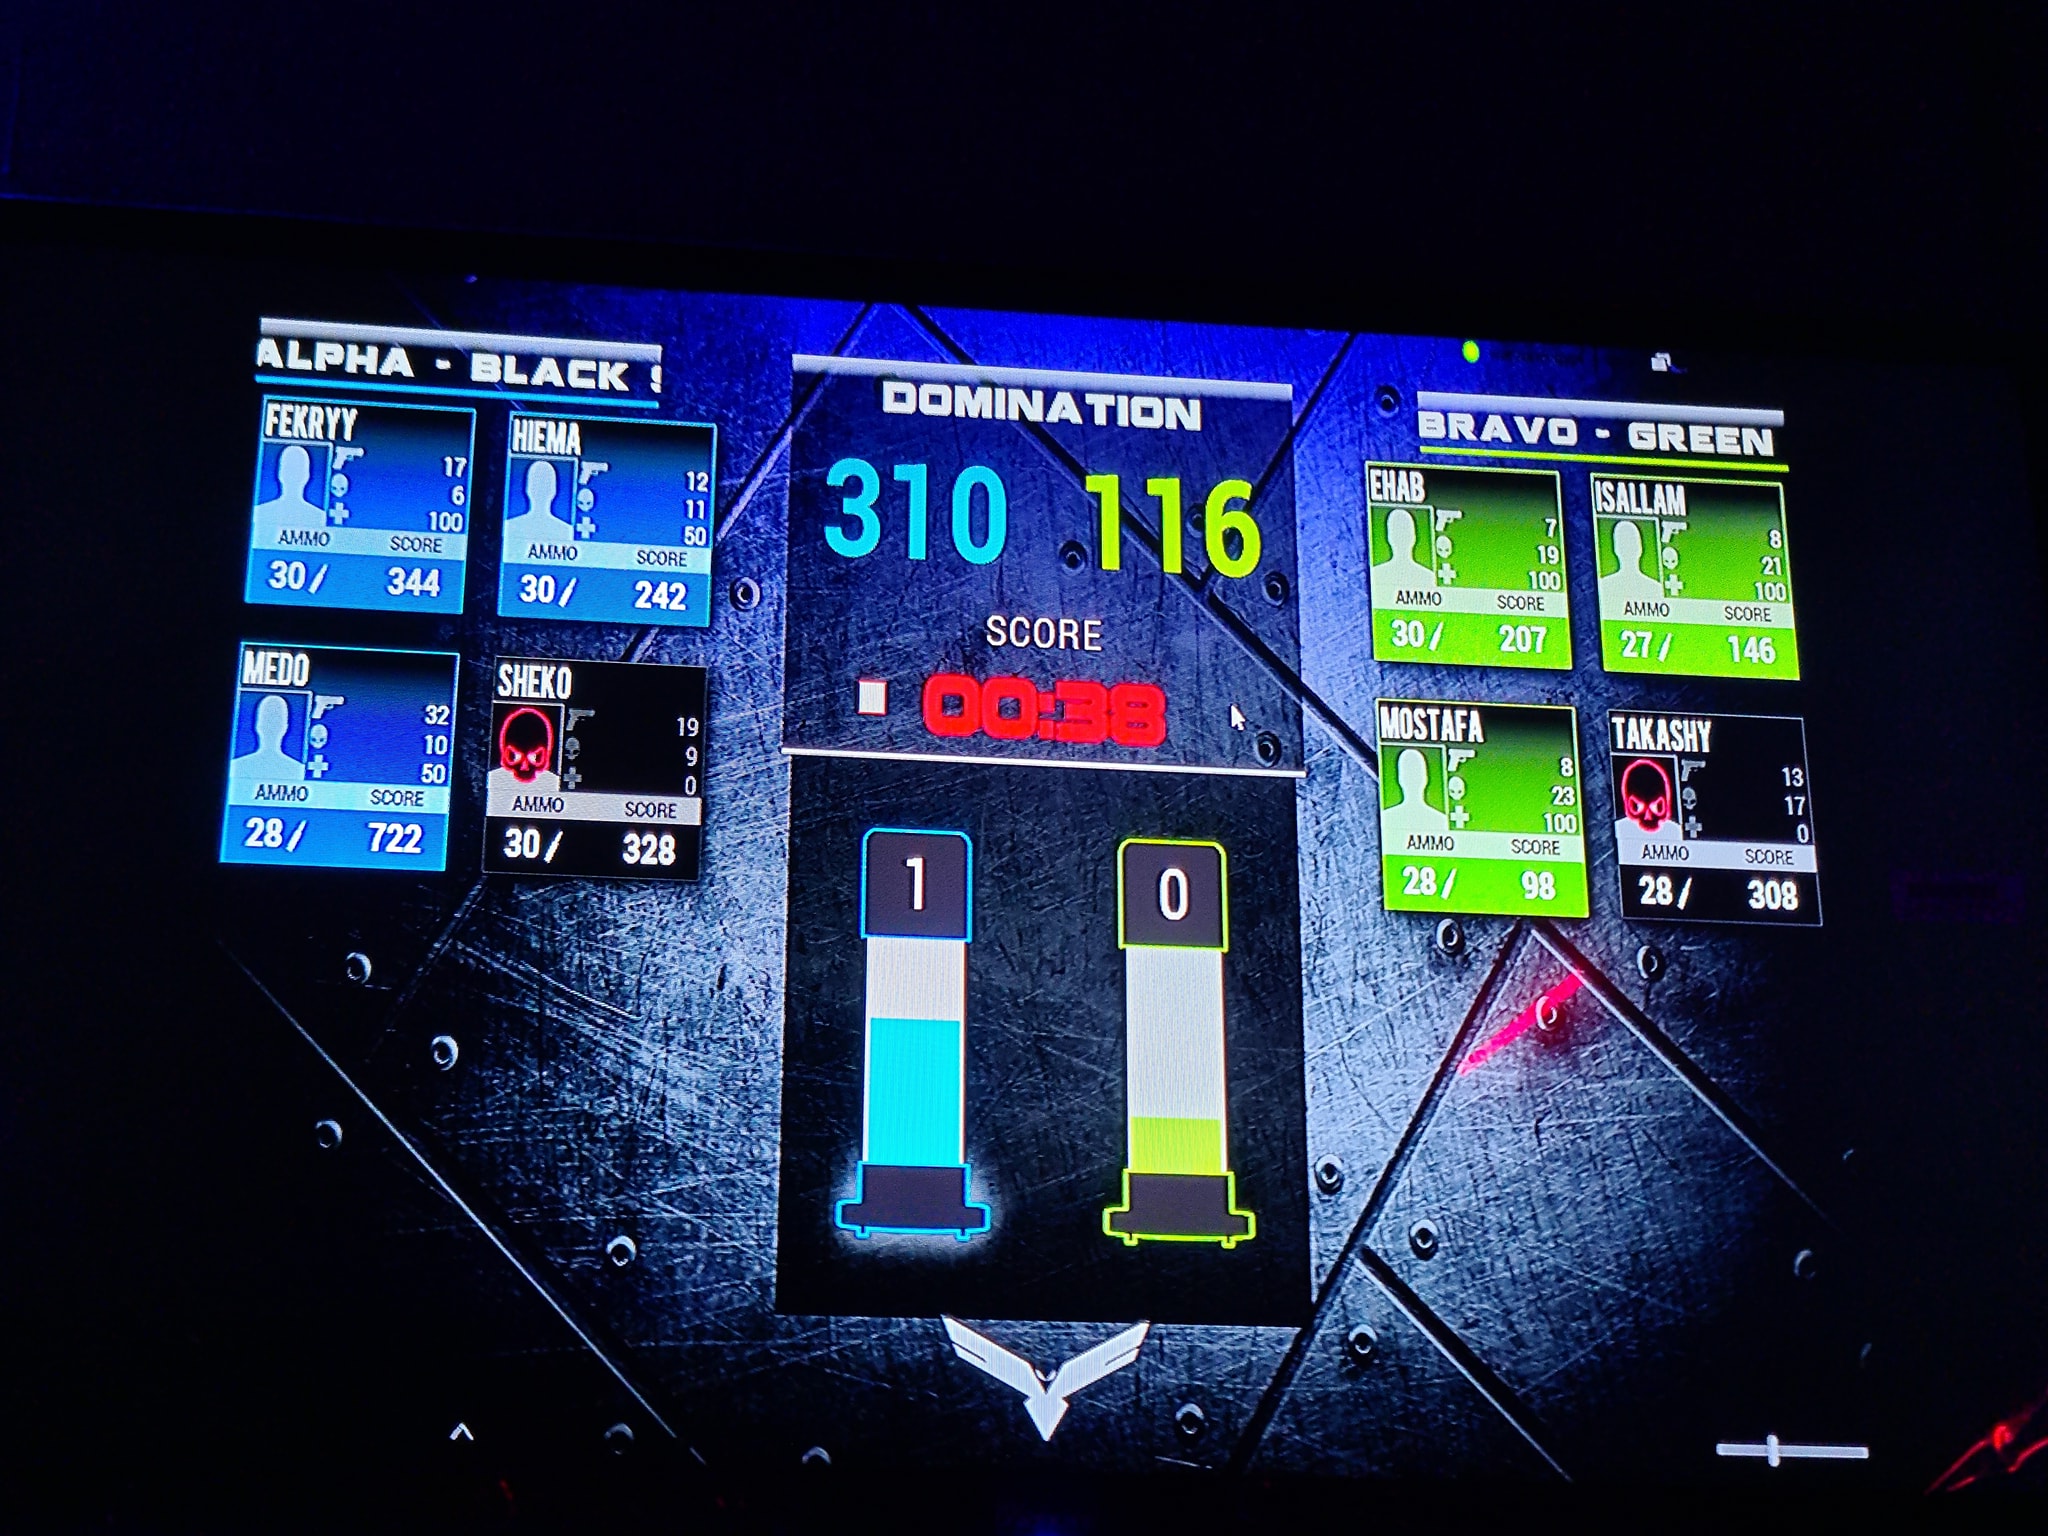 ALPHA - BLACK
FEKRYY
17
6
100
AMMO SCORE
30/ 344
HIEMA
12
11
50
AMMO SCORE
30/ 242
MEDO
32
10
50
AMMO SCORE
28/ 722
SHEKO
19
9
0
AMMO SCORE
30/ 328
DOMINATION
310 116
SCORE
00:38
1 0
BRAVO - GREEN
EHAB
7
19
100
AMMO SCORE
30/ 207
ISALLAM
8
21
100
AMMO SCORE
27/ 146
MOSTAFA
8
23
100
AMMO SCORE
28/ 98
TAKASHY
13
17
0
AMMO SCORE
28/ 308